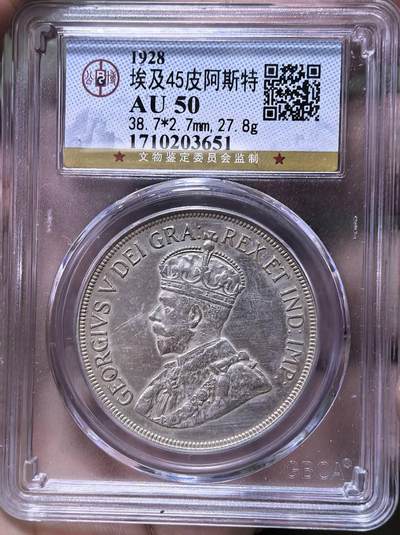 1928
埃及45皮阿斯特
AU 50
38.7*2.7mm,27.8g
1710203651
★ 文物鉴定委员会监制 ★
GEORGIVS V DEI GRA: REX ET IND: IMP:
GBCA